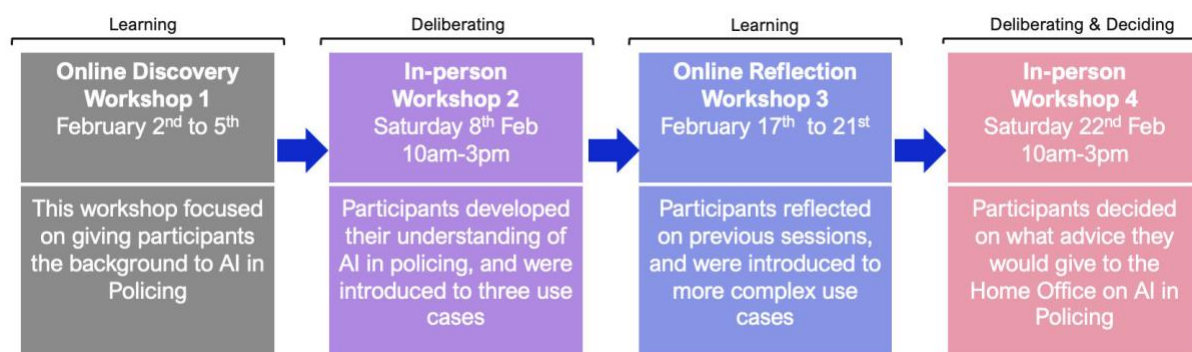 Learning
Online Discovery
Workshop 1
February 2nd to 5th
This workshop focused
on giving participants
the background to AI in
Policing
Deliberating
In-person
Workshop 2
Saturday 8th Feb
10am-3pm
Participants developed
their understanding of
AI in policing, and were
introduced to three use
cases
Learning
Online Reflection
Workshop 3
February 17th to 21st
Participants reflected
on previous sessions,
and were introduced to
more complex use
cases
Deliberating & Deciding
In-person
Workshop 4
Saturday 22nd Feb
10am-3pm
Participants decided
on what advice they
would give to the
Home Office on AI in
Policing